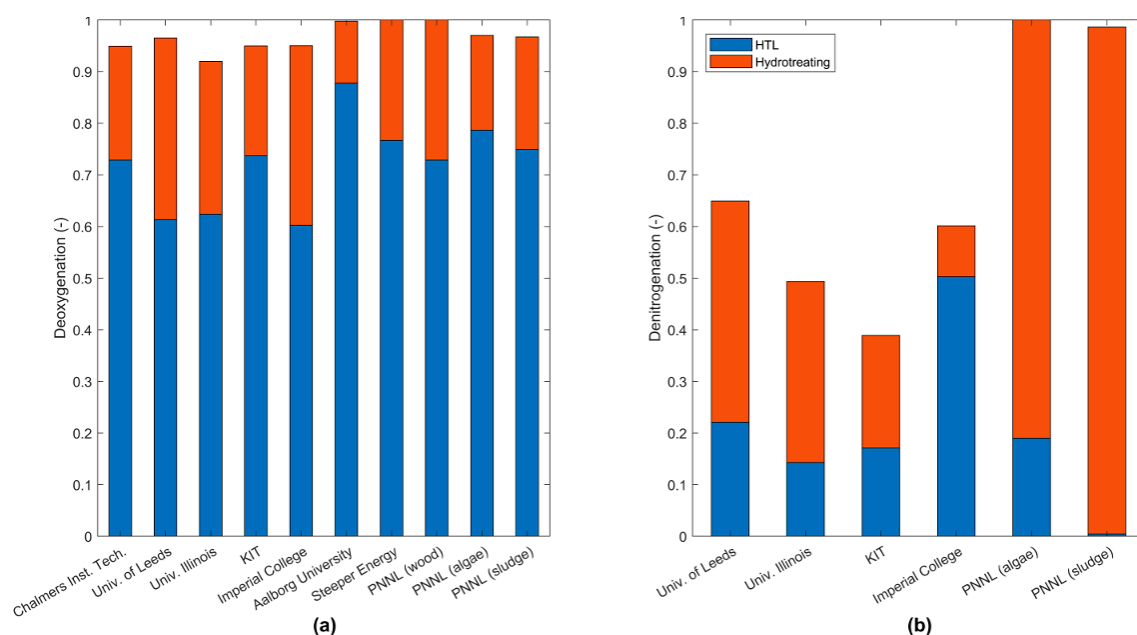 Deoxygenation (-)
1
0.9
0.8
0.7
0.6
0.5
0.4
0.3
0.2
0.1
0
Chalmers Inst. Tech.
Univ. of Leeds
Univ. Illinois
KIT
Imperial College
Aalborg University
Steeper Energy
PNNL (wood)
PNNL (algae)
PNNL (sludge)
(a)
Denitrogenation (-)
1
0.9
0.8
0.7
0.6
0.5
0.4
0.3
0.2
0.1
0
HTL
Hydrotreating
Univ. of Leeds
Univ. Illinois
KIT
Imperial College
PNNL (algae)
PNNL (sludge)
(b)